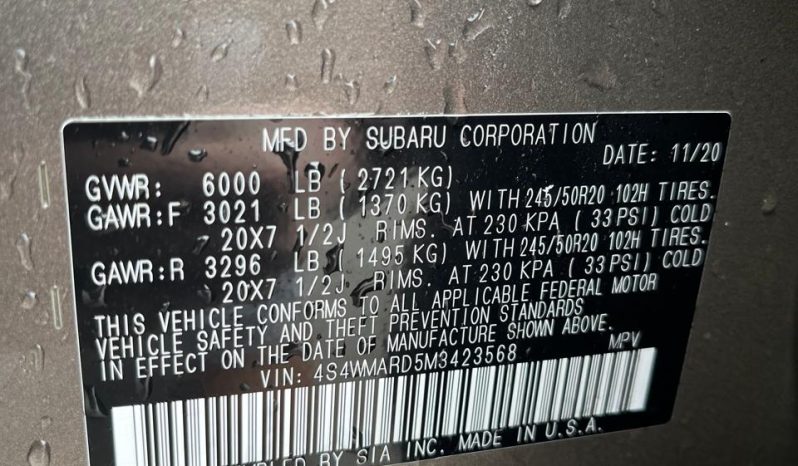 MFD BY SUBARU CORPORATION
DATE: 11/20
GVWR: 6000 LB ( 2721 KG)
GAWR:F 3021 LB ( 1370 KG) WITH 245/50R20 102H TIRES.
20X7 1/2J RIMS. AT 230 KPA ( 33 PSI) COLD
GAWR:R 3296 LB ( 1495 KG) WITH 245/50R20 102H TIRES.
20X7 1/2J RIMS. AT 230 KPA ( 33 PSI) COLD
THIS VEHICLE CONFORMS TO ALL APPLICABLE FEDERAL MOTOR
VEHICLE SAFETY AND THEFT PREVENTION STANDARDS
IN EFFECT ON THE DATE OF MANUFACTURE SHOWN ABOVE.
VIN: 4S4WMARD5M3423568 MPV
BY SIA INC. MADE IN U.S.A.